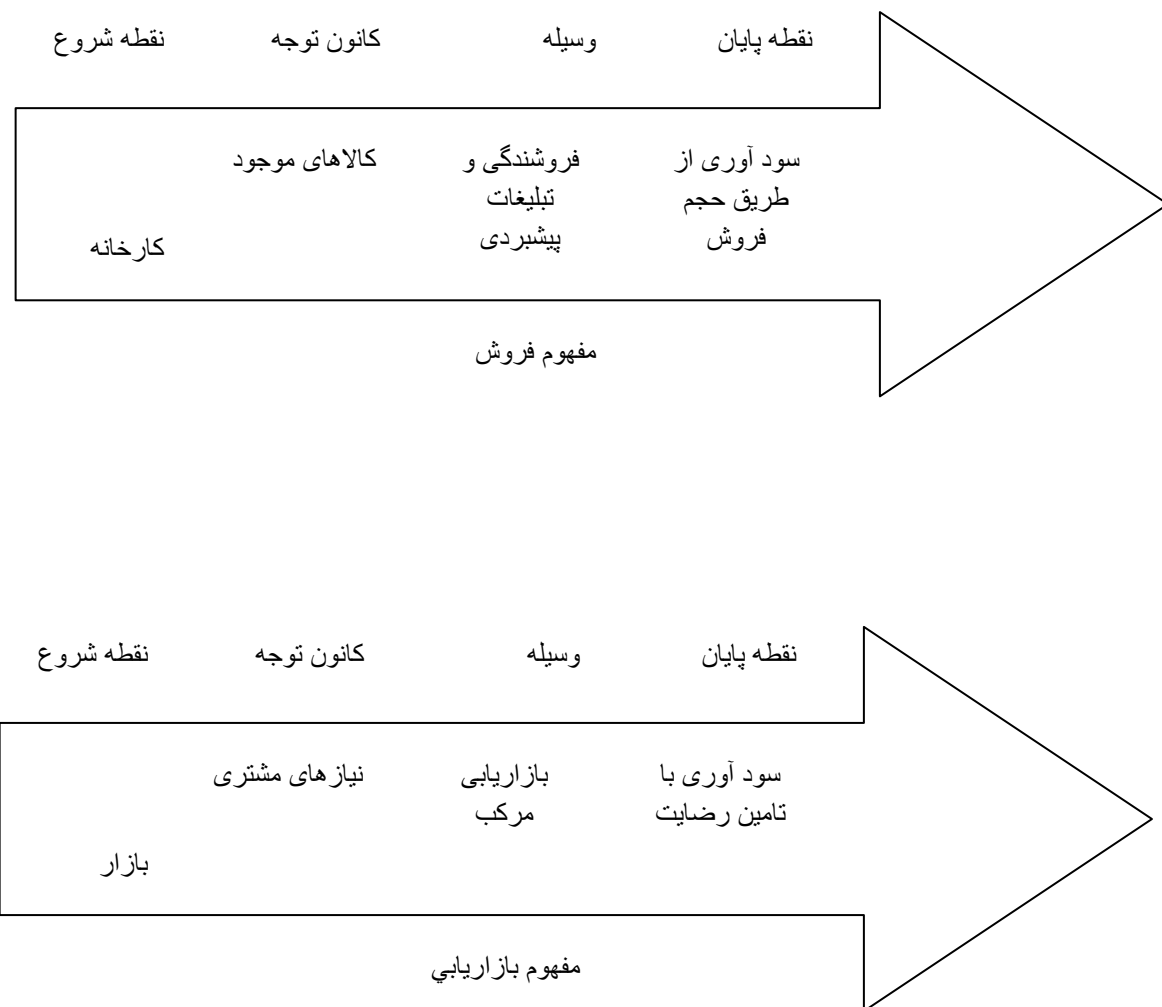 نقطه شروع
کانون توجه
وسیله
نقطه پایان
کارخانه
کالاهای موجود
فروشندگی و
تبلیغات
پیشبردی
سود آوری از
طریق حجم
فروش
مفهوم فروش
نقطه شروع
کانون توجه
وسیله
نقطه پایان
بازار
نیازهای مشتری
بازاریابی
مرکب
سود آوری با
تامین رضایت
مفهوم بازاریابي